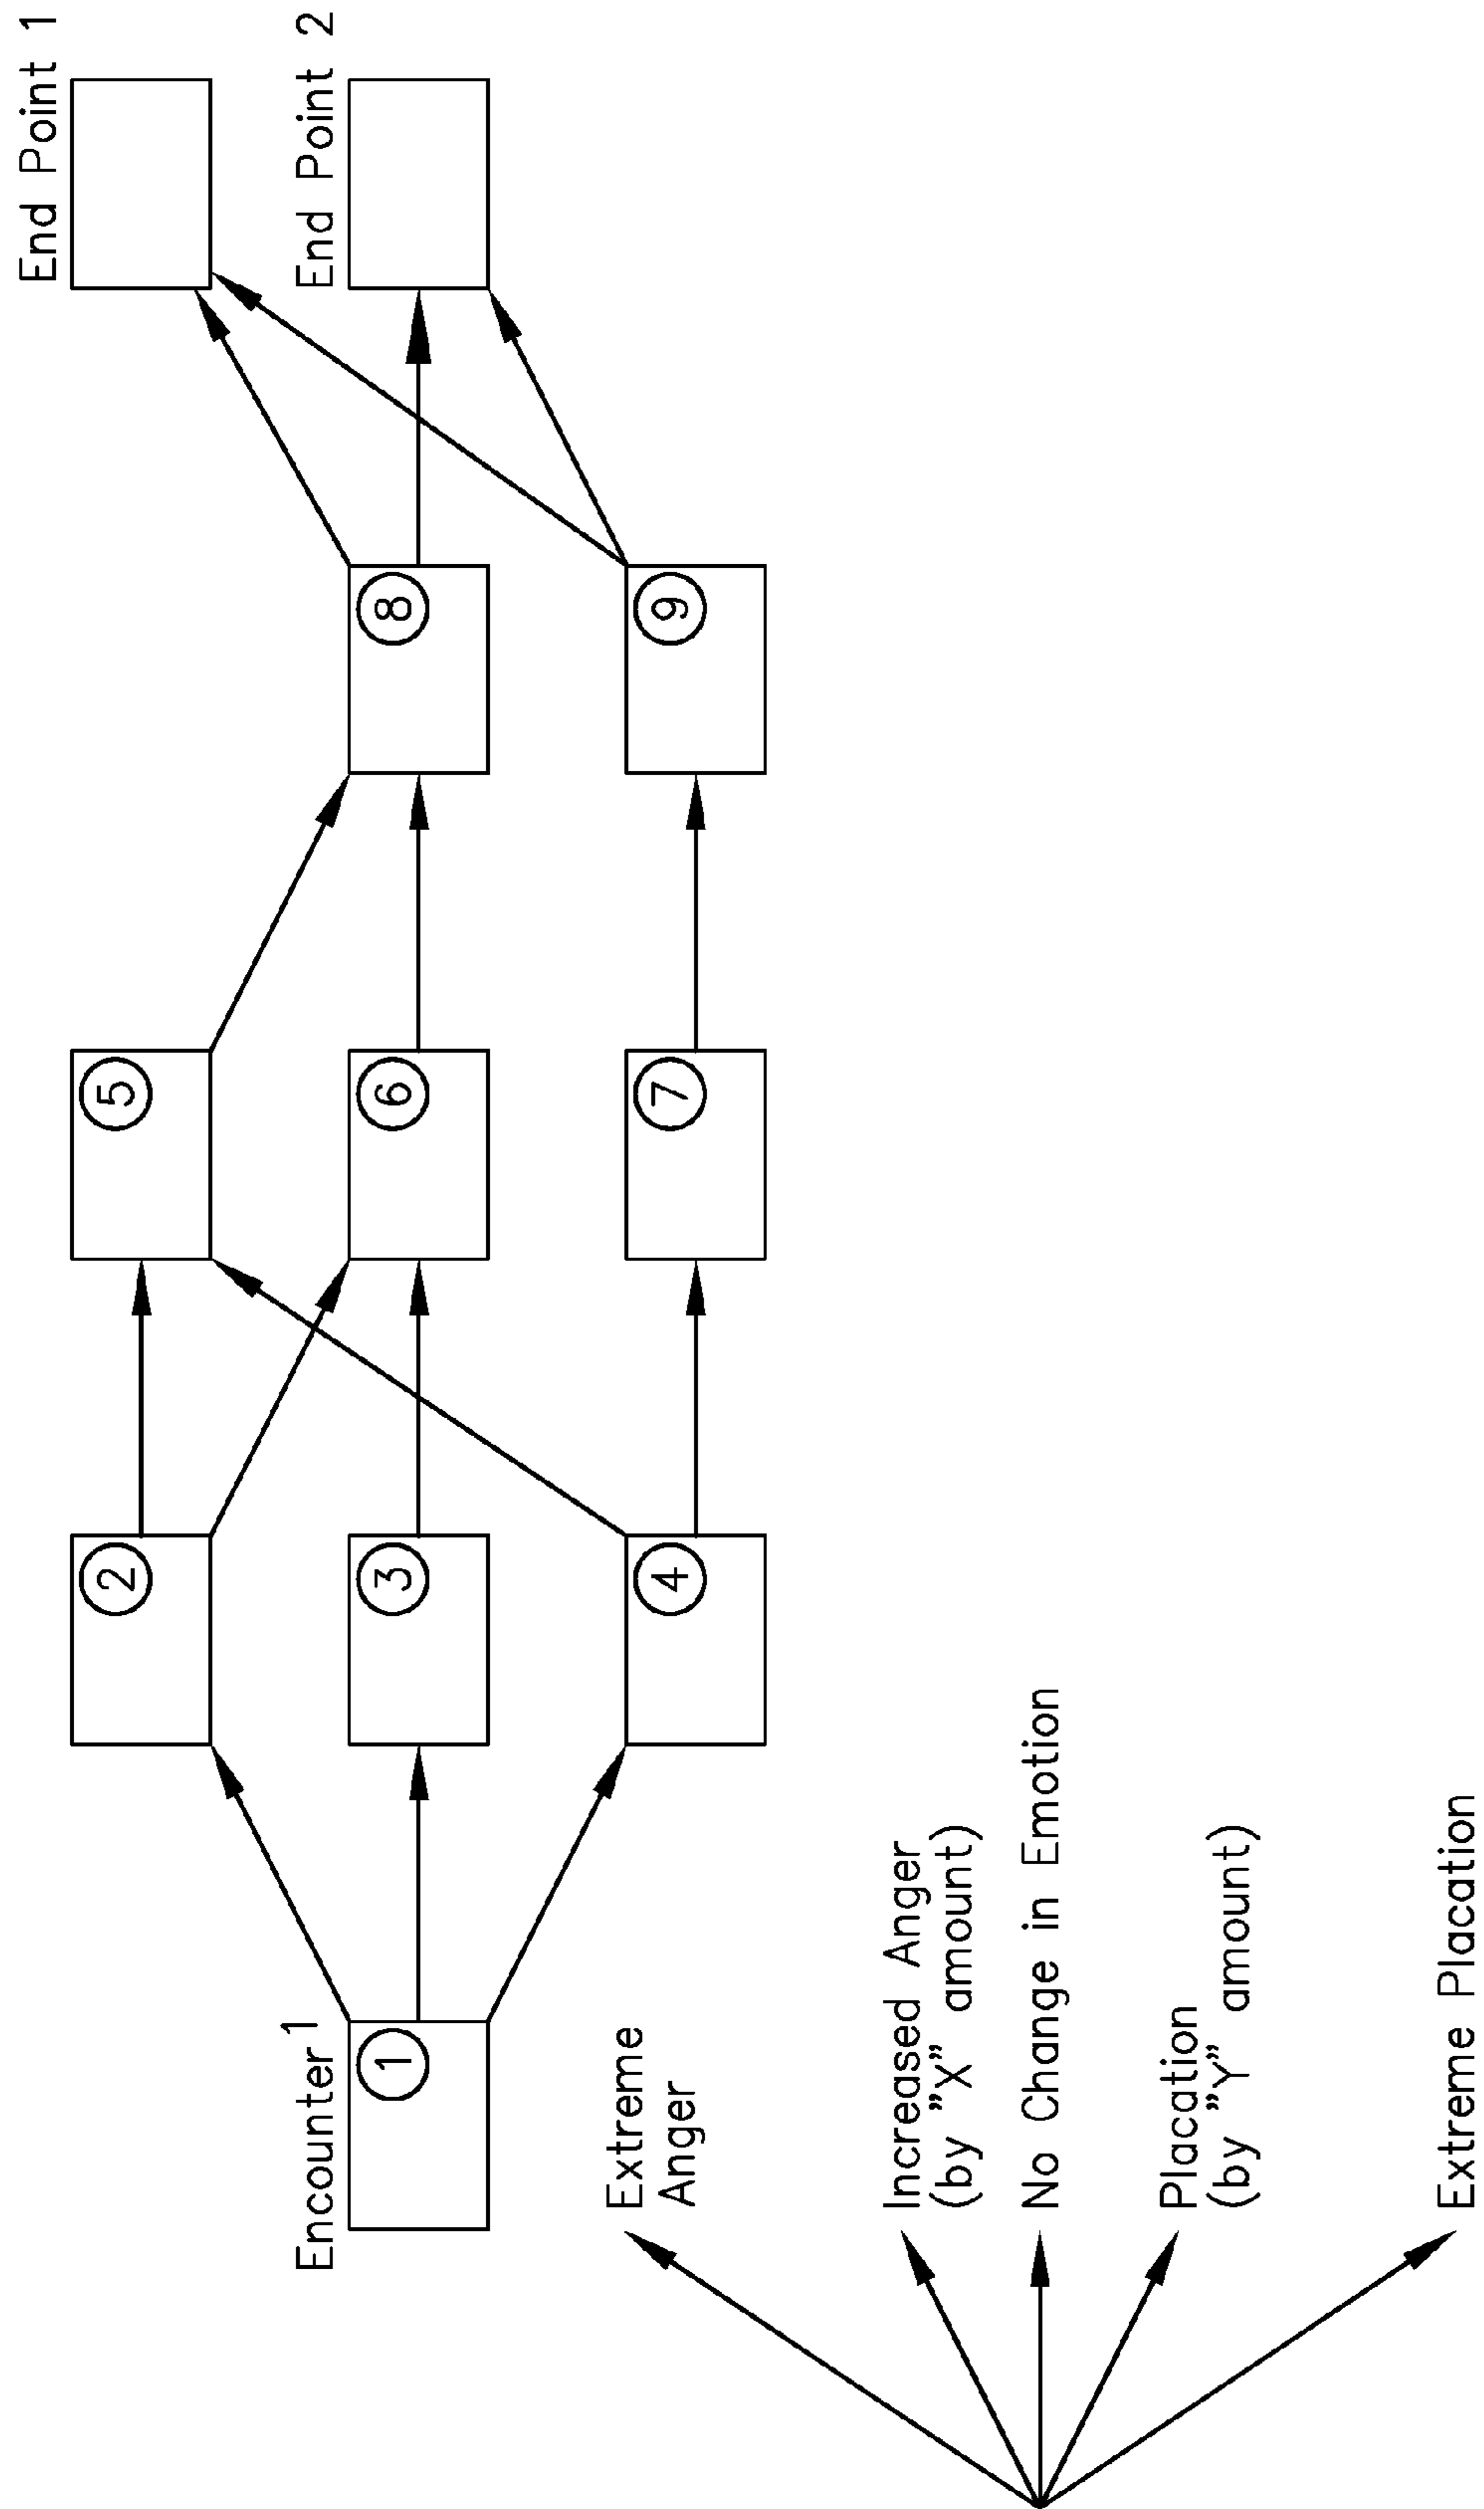 End Point 1
End Point 2
Encounter 1
1
2
3
4
5
6
7
8
9
Extreme
Anger
Increased Anger
(by "X" amount)
No Change in Emotion
Placation
(by "Y" amount)
Extreme Placation